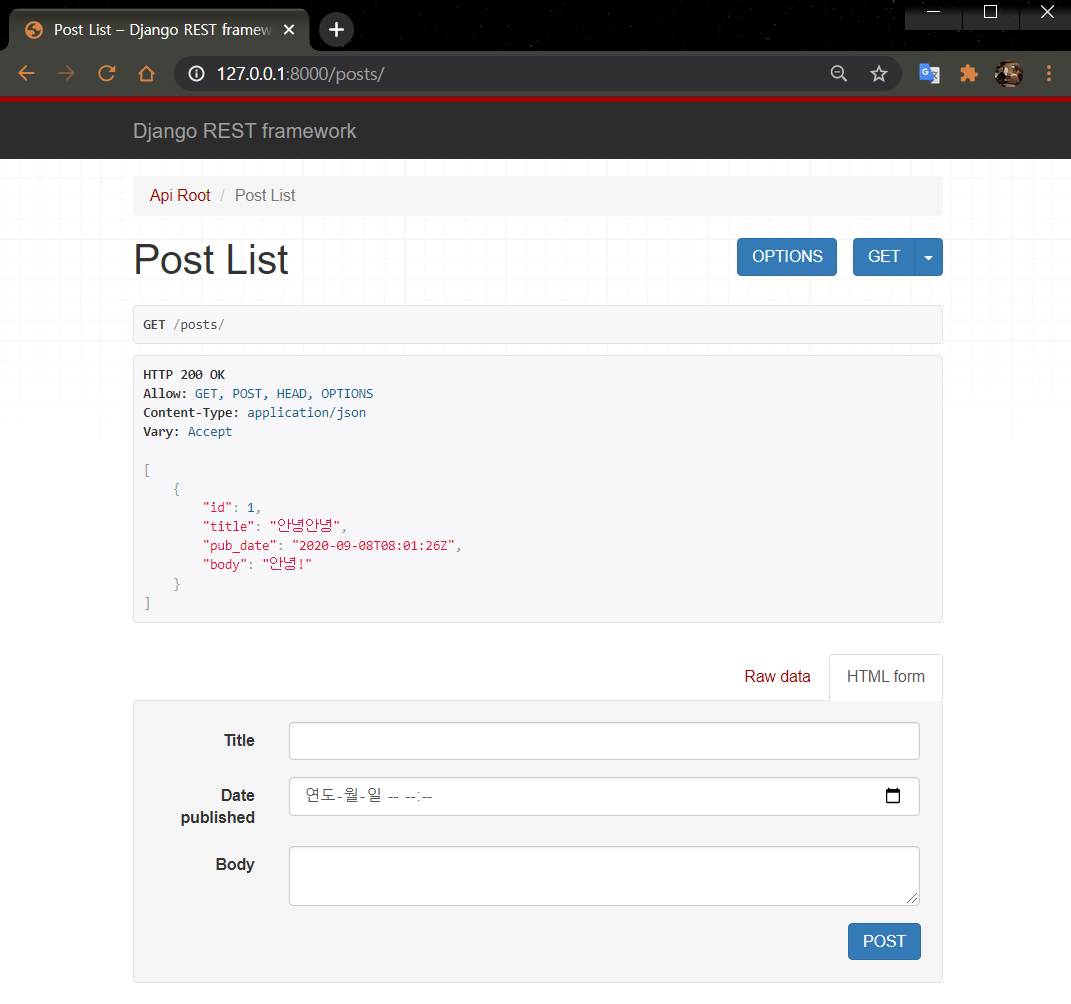 Post List – Django REST framew
127.0.0.1:8000/posts/
Django REST framework
Api Root / Post List
Post List
OPTIONS
GET
GET /posts/
HTTP 200 OK
Allow: GET, POST, HEAD, OPTIONS
Content-Type: application/json
Vary: Accept
[
{
"id": 1,
"title": "안녕안녕",
"pub_date": "2020-09-08T08:01:26Z",
"body": "안녕!"
}
]
Raw data
HTML form
Title
Date
published
연도-월-일 -- --:--
Body
POST